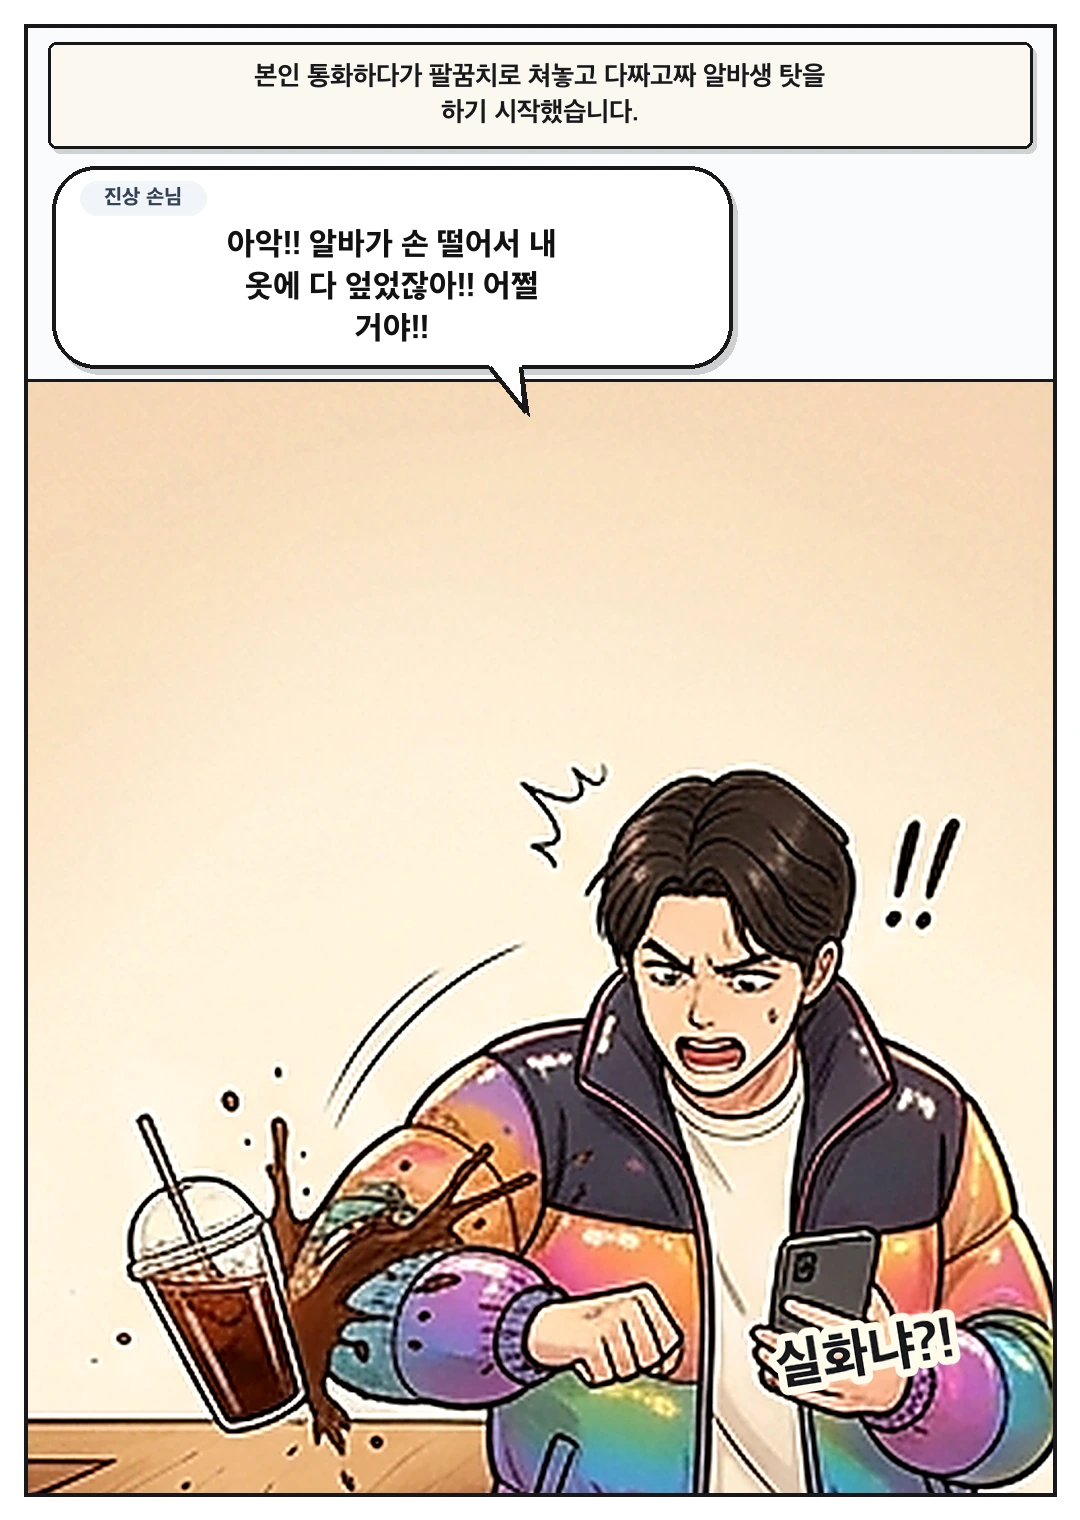 본인 통화하다가 팔꿈치로 쳐놓고 다짜고짜 알바생 탓을
하기 시작했습니다.
진상 손님
아악!! 알바가 손 떨어서 내
옷에 다 엎었잖아!! 어쩔
거야!!
!!
실화냐?!